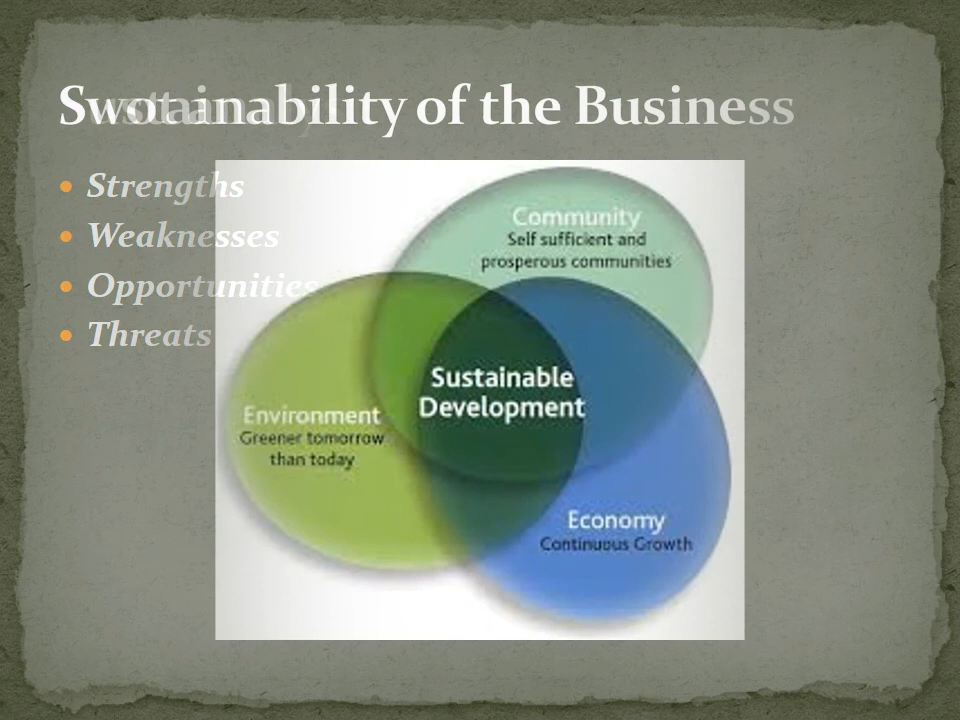 Sustainability of the Business
Strengths
Weaknesses
Opportunities
Threats
Community
Self sufficient and
prosperous communities
Sustainable
Development
Environment
Greener tomorrow
than today
Economy
Continuous Growth